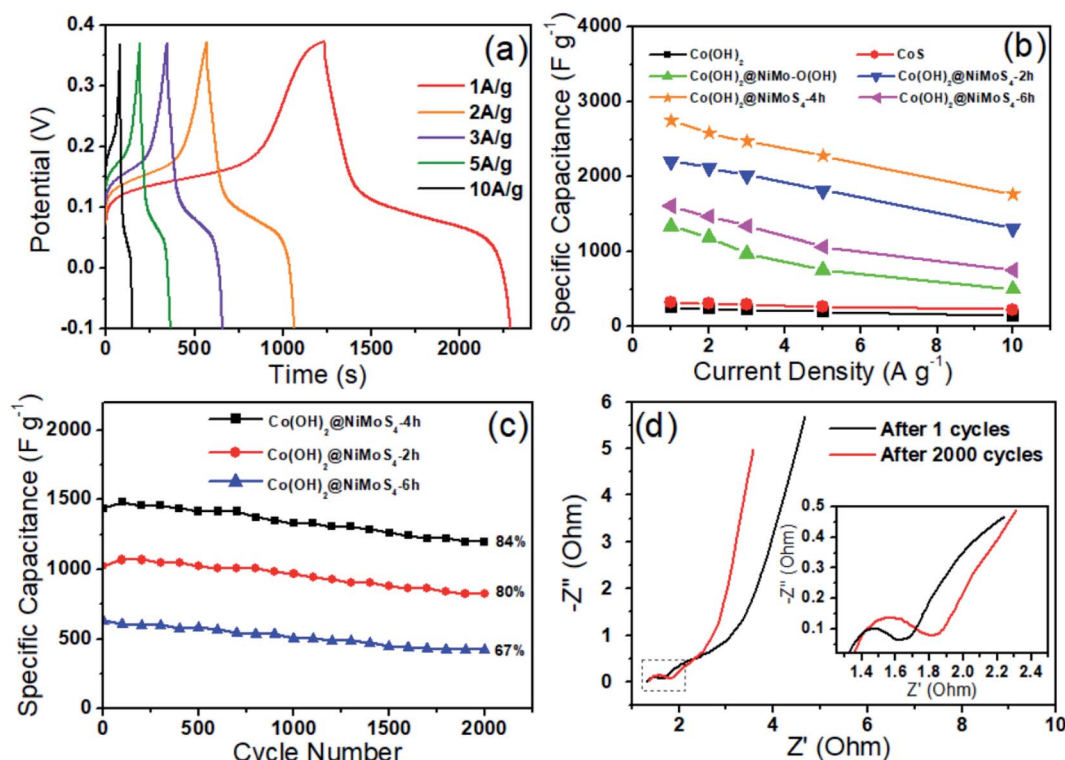 (a)
0.4
0.3
0.2
0.1
0.0
-0.1
Potential (V)
1A/g
2A/g
3A/g
5A/g
10A/g
0 500 1000 1500 2000
Time (s)
(b)
4000
3000
2000
1000
0
Specific Capacitance (F g⁻¹)
Co(OH)₂ CoS
Co(OH)₂@NiMo-O(OH) Co(OH)₂@NiMoS₄-2h
Co(OH)₂@NiMoS₄-4h Co(OH)₂@NiMoS₄-6h
0 2 4 6 8 10
Current Density (A g⁻¹)
(c)
2000
1500
1000
500
0
Specific Capacitance (F g⁻¹)
Co(OH)₂@NiMoS₄-4h
Co(OH)₂@NiMoS₄-2h
Co(OH)₂@NiMoS₄-6h
84%
80%
67%
0 500 1000 1500 2000
Cycle Number
(d)
6
5
4
3
2
1
0
-Z'' (Ohm)
After 1 cycles
After 2000 cycles
0.5
0.4
0.3
0.2
0.1
-Z'' (Ohm)
1.4 1.6 1.8 2.0 2.2 2.4
Z' (Ohm)
2 4 6 8 10
Z' (Ohm)